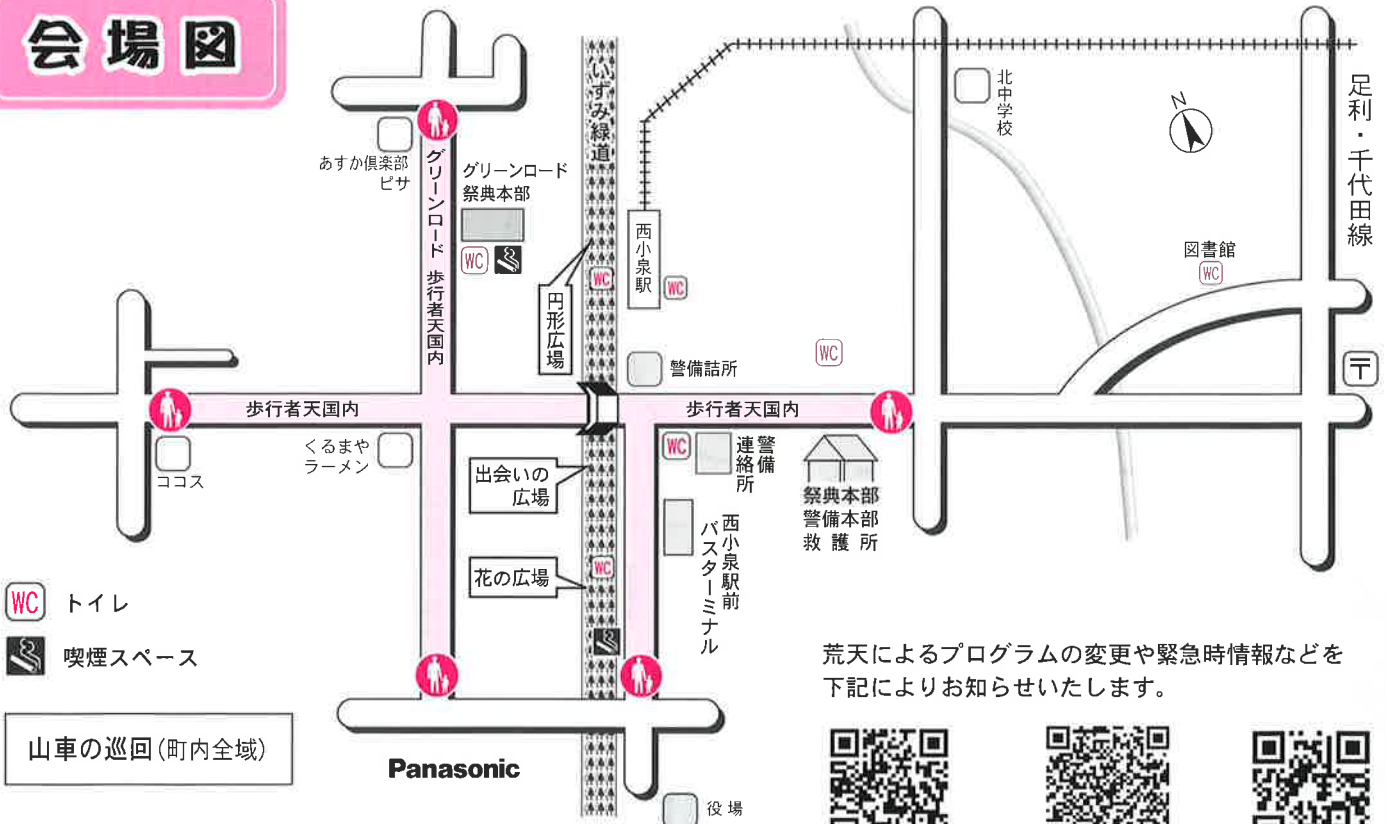 会場図
いずみ緑道
北中学校
N
足利・千代田線
あすか倶楽部
ピサ
グリーンロード 歩行者天国内
グリーンロード
祭典本部
WC
西小泉駅
WC
WC
円形広場
図書館
WC
WC
警備詰所
〒
歩行者天国内
歩行者天国内
ココス
くるまや
ラーメン
出会いの
広場
WC
警備
連絡所
祭典本部
警備本部
救護所
西小泉駅前
バスターミナル
花の広場
WC
WC トイレ
喫煙スペース
山車の巡回(町内全域)
Panasonic
役場
荒天によるプログラムの変更や緊急時情報などを
下記によりお知らせいたします。